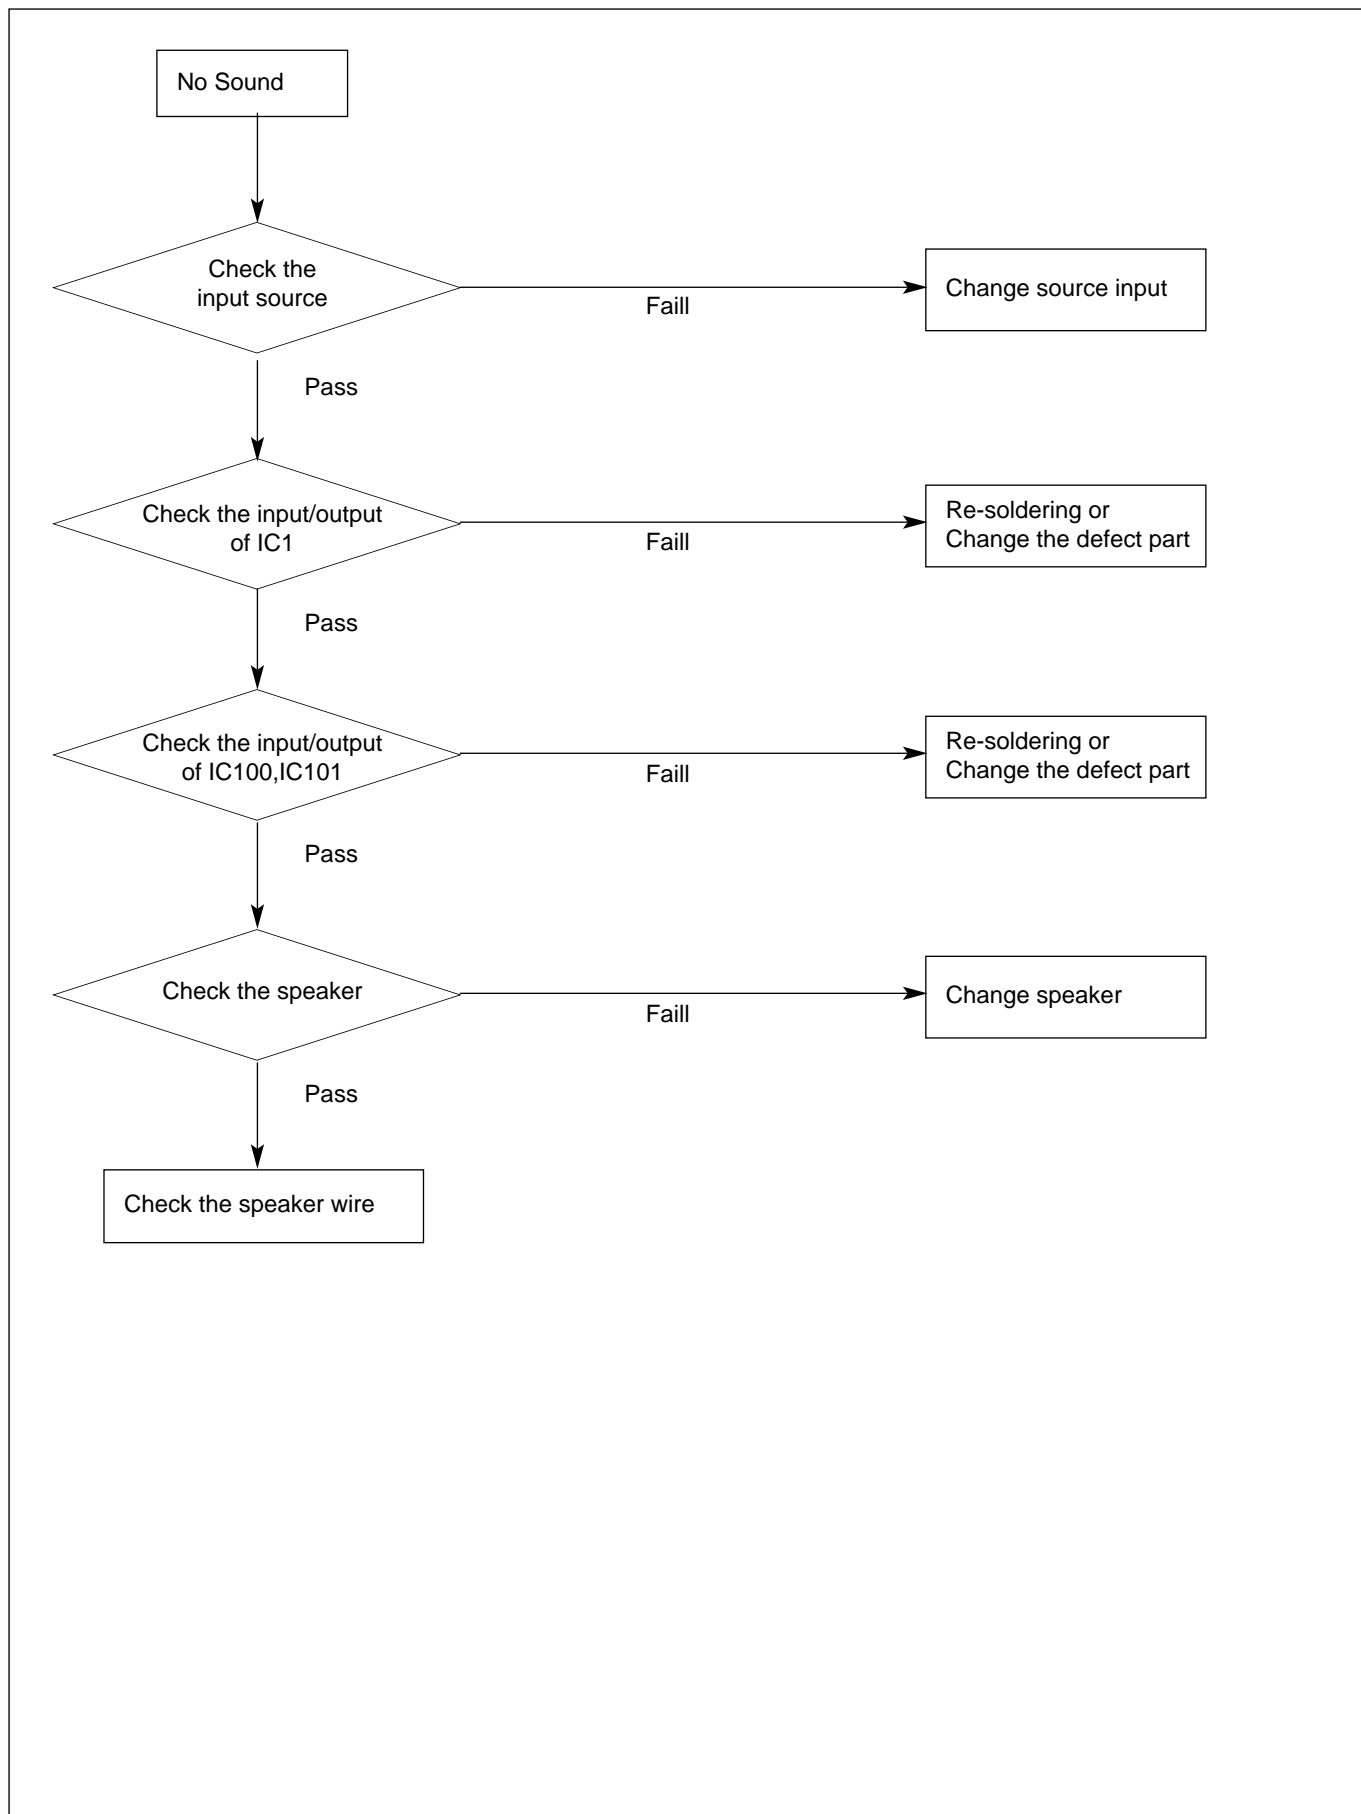 No Sound
Check the
input source
Faill
Change source input
Pass
Check the input/output
of IC1
Faill
Re-soldering or
Change the defect part
Pass
Check the input/output
of IC100,IC101
Faill
Re-soldering or
Change the defect part
Pass
Check the speaker
Faill
Change speaker
Pass
Check the speaker wire